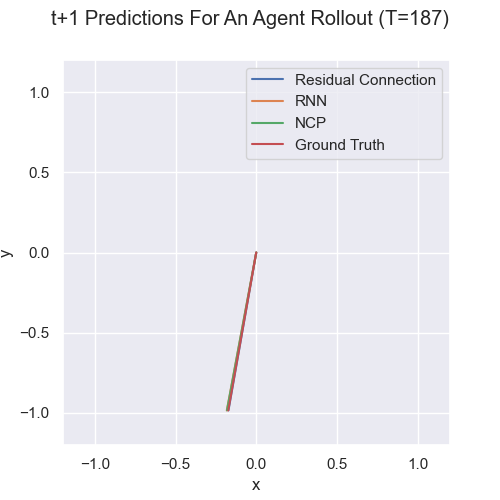 t+1 Predictions For An Agent Rollout (T=187)
Residual Connection
RNN
NCP
Ground Truth
1.0
0.5
0.0
−0.5
−1.0
y
−1.0 −0.5 0.0 0.5 1.0
x